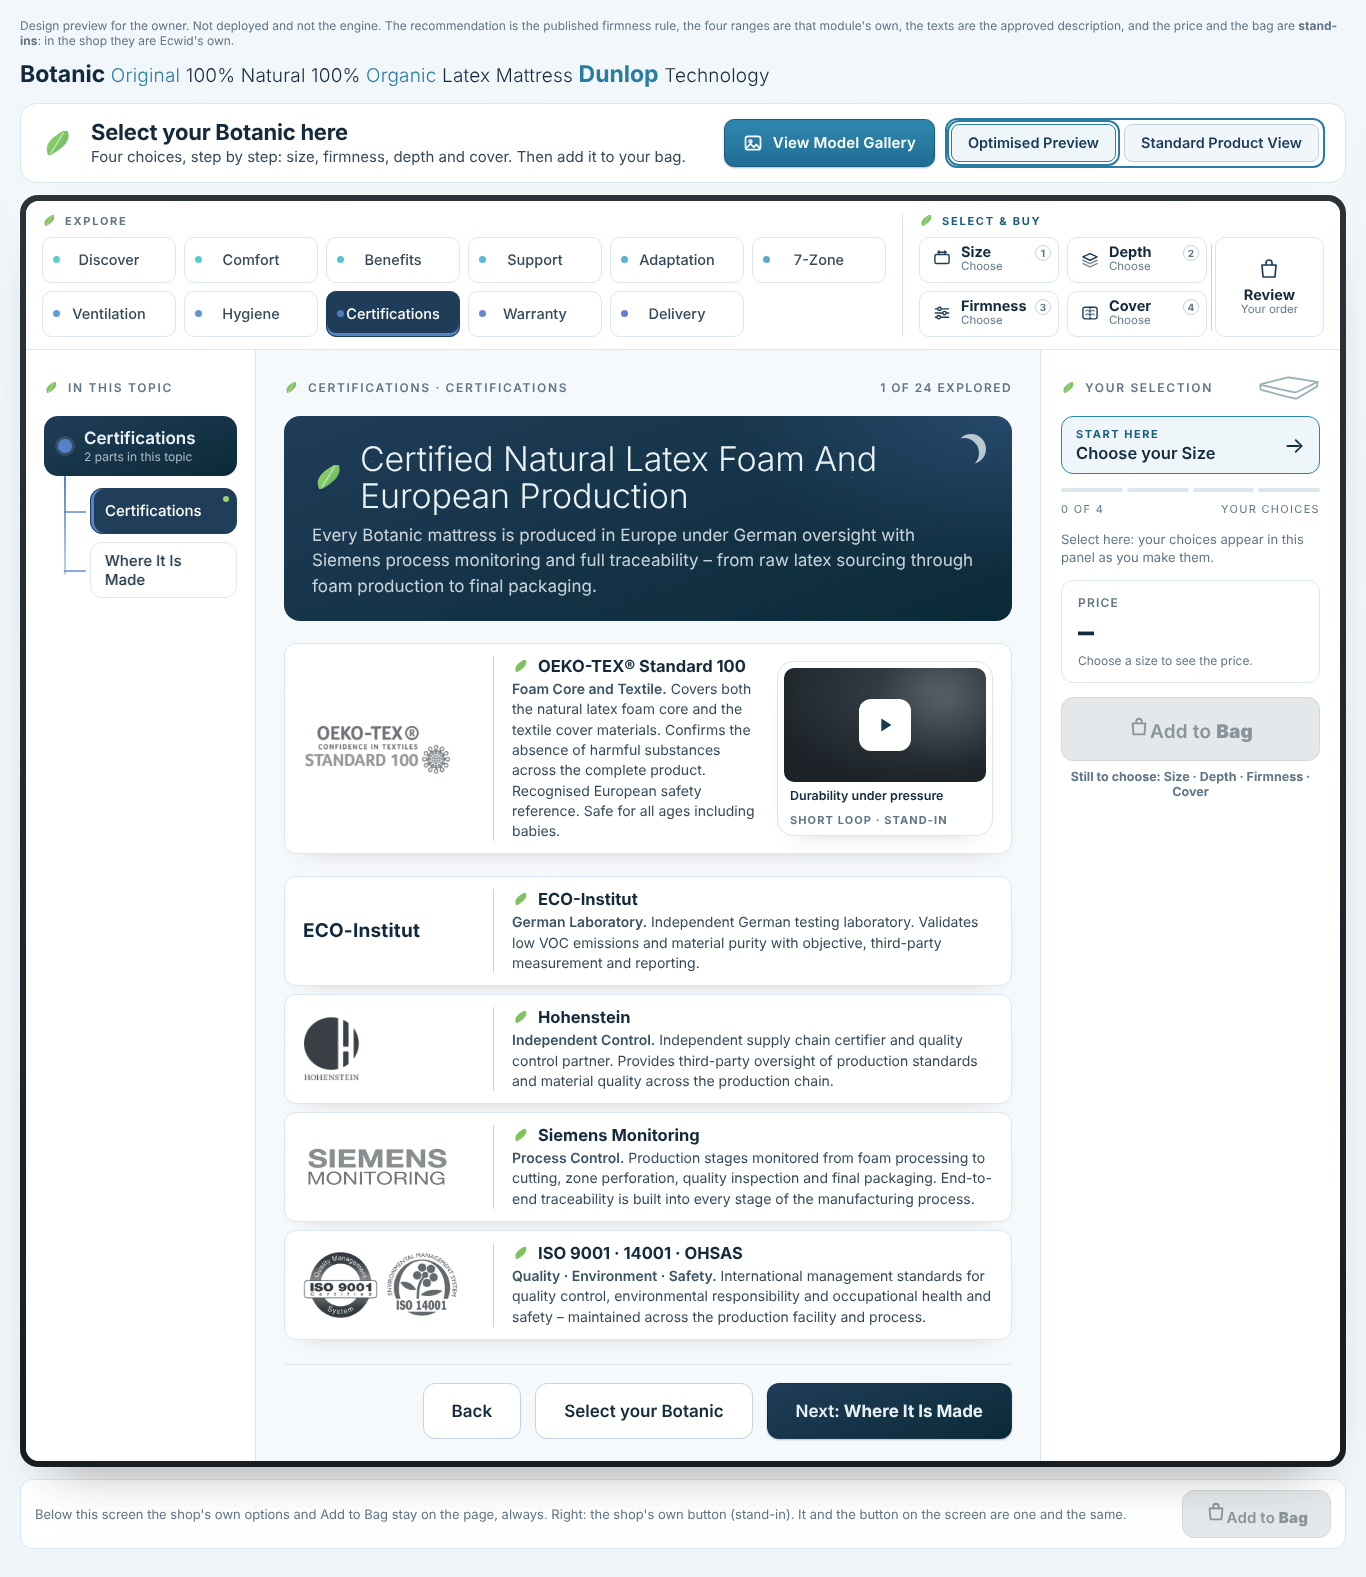 Design preview for the owner. Not deployed and not the engine. The recommendation is the published firmness rule, the four ranges are that module's own, the texts are the approved description, and the price and the bag are stand-
ins: in the shop they are Ecwid's own.
Botanic Original 100% Natural 100% Organic Latex Mattress Dunlop Technology
Select your Botanic here
Four choices, step by step: size, firmness, depth and cover. Then add it to your bag.
View Model Gallery
Optimised Preview
Standard Product View
EXPLORE
Discover
Comfort
Benefits
Support
Adaptation
7-Zone
Ventilation
Hygiene
Certifications
Warranty
Delivery
SELECT & BUY
Size
Choose
1
Depth
Choose
2
Firmness
Choose
3
Cover
Choose
4
Review
Your order
IN THIS TOPIC
Certifications
2 parts in this topic
Certifications
Where It Is
Made
CERTIFICATIONS · CERTIFICATIONS
1 OF 24 EXPLORED
Certified Natural Latex Foam And
European Production
Every Botanic mattress is produced in Europe under German oversight with
Siemens process monitoring and full traceability – from raw latex sourcing through
foam production to final packaging.
OEKO-TEX®
CONFIDENCE IN TEXTILES
STANDARD 100
OEKO-TEX® Standard 100
Foam Core and Textile. Covers both
the natural latex foam core and the
textile cover materials. Confirms the
absence of harmful substances
across the complete product.
Recognised European safety
reference. Safe for all ages including
babies.
Durability under pressure
SHORT LOOP · STAND-IN
ECO-Institut
ECO-Institut
German Laboratory. Independent German testing laboratory. Validates
low VOC emissions and material purity with objective, third-party
measurement and reporting.
HOHENSTEIN
Hohenstein
Independent Control. Independent supply chain certifier and quality
control partner. Provides third-party oversight of production standards
and material quality across the production chain.
SIEMENS
MONITORING
Siemens Monitoring
Process Control. Production stages monitored from foam processing to
cutting, zone perforation, quality inspection and final packaging. End-to-
end traceability is built into every stage of the manufacturing process.
Quality Management
ISO 9001
Certified
System
ENVIRONMENTAL MANAGEMENT SYSTEM
ISO 14001
ISO 9001 · 14001 · OHSAS
Quality · Environment · Safety. International management standards for
quality control, environmental responsibility and occupational health and
safety – maintained across the production facility and process.
Back
Select your Botanic
Next: Where It Is Made
YOUR SELECTION
START HERE
Choose your Size
0 OF 4
YOUR CHOICES
Select here: your choices appear in this
panel as you make them.
PRICE
–
Choose a size to see the price.
Add to Bag
Still to choose: Size · Depth · Firmness ·
Cover
Below this screen the shop's own options and Add to Bag stay on the page, always. Right: the shop's own button (stand-in). It and the button on the screen are one and the same.
Add to Bag